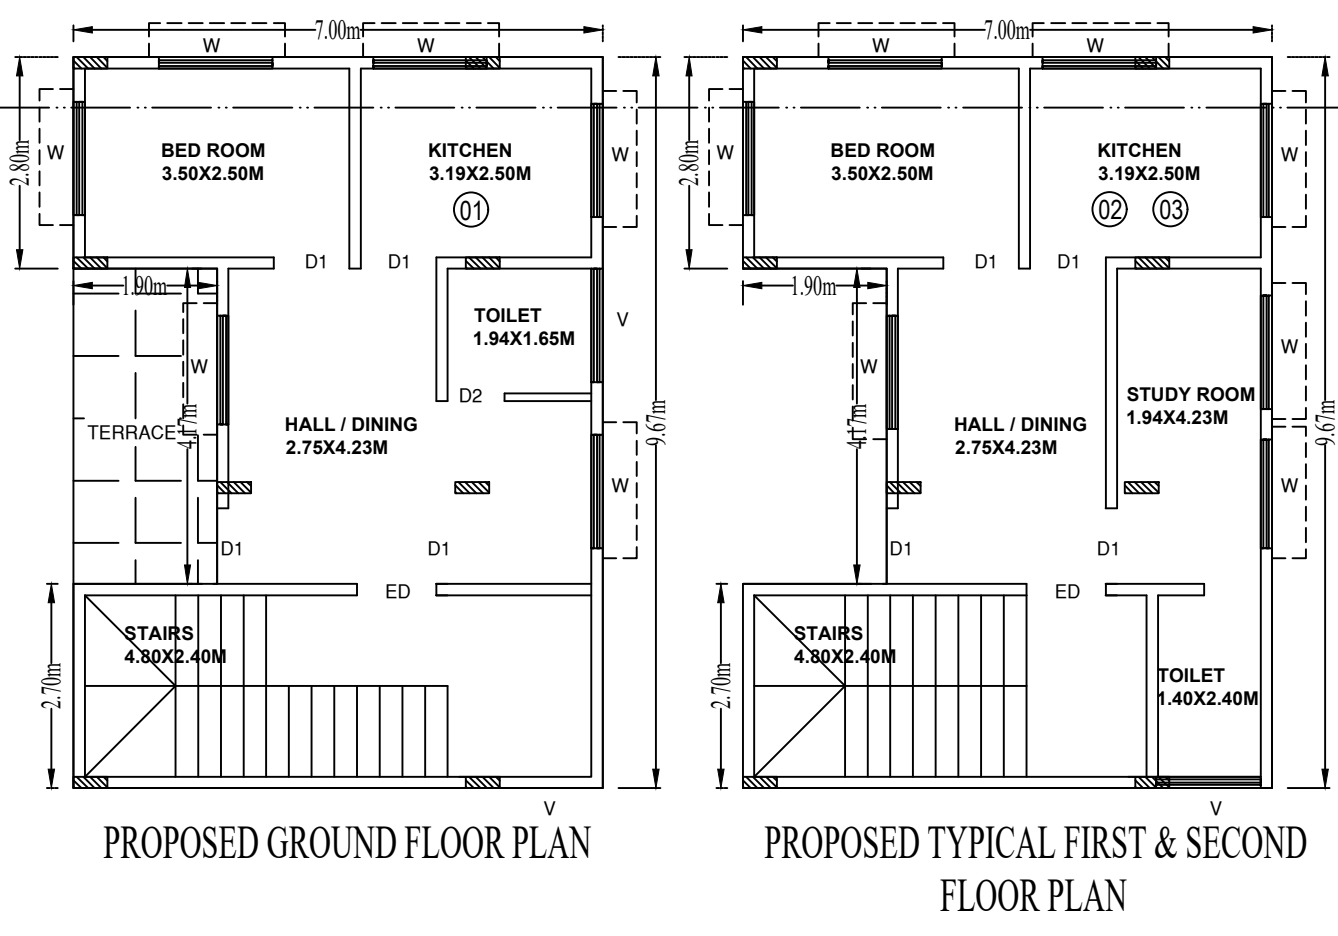 7.00m
W
W
W
2.80m
BED ROOM
3.50X2.50M
KITCHEN
3.19X2.50M
01
W
D1
D1
1.90m
TOILET
1.94X1.65M
V
W
D2
TERRACE
4.17m
HALL / DINING
2.75X4.23M
9.67m
W
D1
D1
ED
STAIRS
4.80X2.40M
2.70m
V
PROPOSED GROUND FLOOR PLAN
7.00m
W
W
W
2.80m
BED ROOM
3.50X2.50M
KITCHEN
3.19X2.50M
02
03
W
D1
D1
1.90m
W
W
STUDY ROOM
1.94X4.23M
4.17m
HALL / DINING
2.75X4.23M
9.67m
W
D1
D1
ED
STAIRS
4.80X2.40M
2.70m
TOILET
1.40X2.40M
V
PROPOSED TYPICAL FIRST & SECOND
FLOOR PLAN